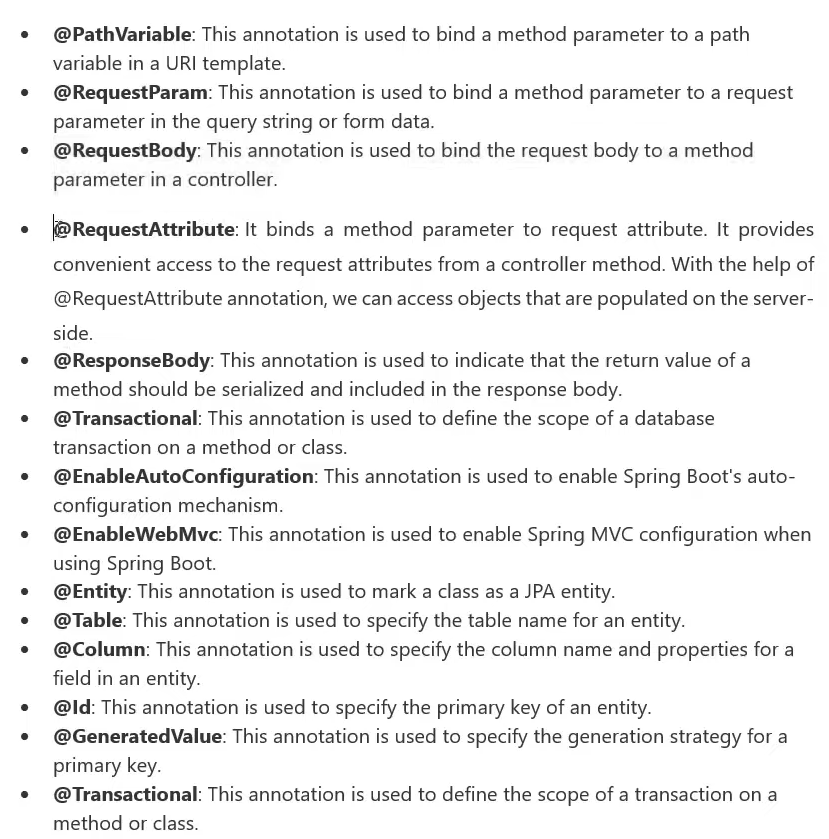 • @PathVariable: This annotation is used to bind a method parameter to a path
variable in a URI template.
• @RequestParam: This annotation is used to bind a method parameter to a request
parameter in the query string or form data.
• @RequestBody: This annotation is used to bind the request body to a method
parameter in a controller.
• @RequestAttribute: It binds a method parameter to request attribute. It provides
convenient access to the request attributes from a controller method. With the help of
@RequestAttribute annotation, we can access objects that are populated on the server-
side.
• @ResponseBody: This annotation is used to indicate that the return value of a
method should be serialized and included in the response body.
• @Transactional: This annotation is used to define the scope of a database
transaction on a method or class.
• @EnableAutoConfiguration: This annotation is used to enable Spring Boot's auto-
configuration mechanism.
• @EnableWebMvc: This annotation is used to enable Spring MVC configuration when
using Spring Boot.
• @Entity: This annotation is used to mark a class as a JPA entity.
• @Table: This annotation is used to specify the table name for an entity.
• @Column: This annotation is used to specify the column name and properties for a
field in an entity.
• @Id: This annotation is used to specify the primary key of an entity.
• @GeneratedValue: This annotation is used to specify the generation strategy for a
primary key.
• @Transactional: This annotation is used to define the scope of a transaction on a
method or class.